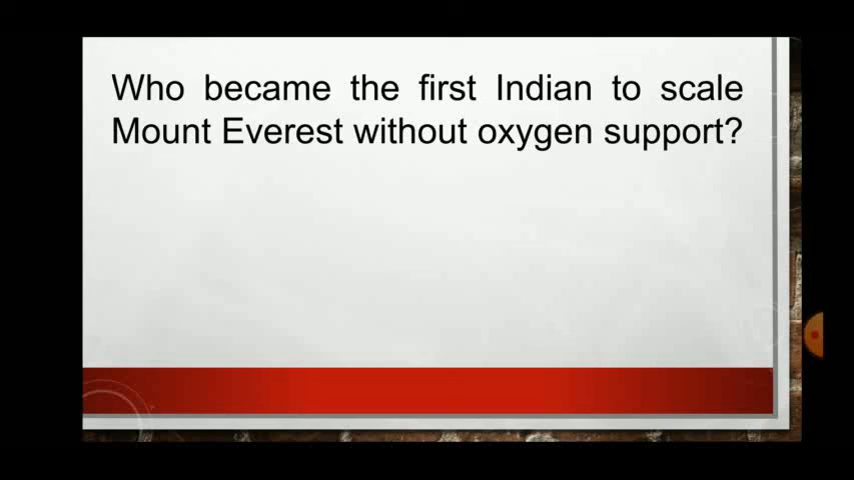 Who became the first Indian to scale
Mount Everest without oxygen support?